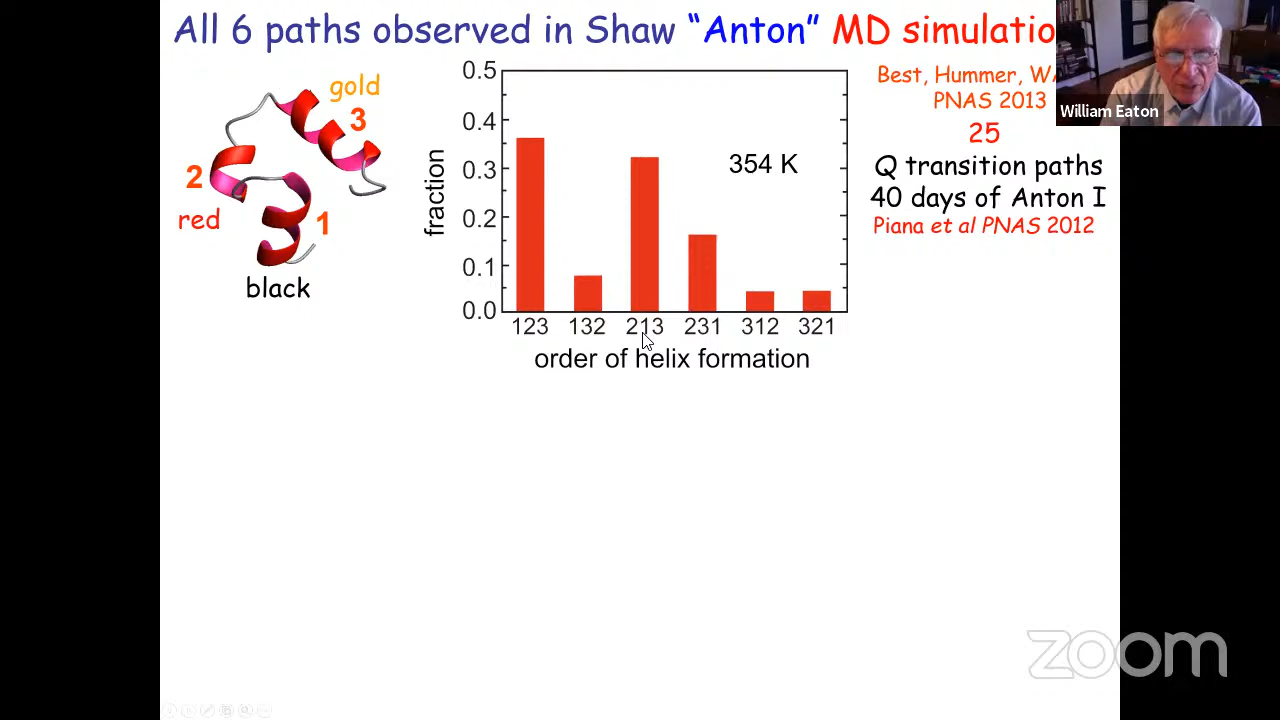 All 6 paths observed in Shaw “Anton” MD simulatio
gold
3
2
red
1
black
0.5
0.4
0.3
0.2
0.1
0.0
fraction
354 K
123 132 213 231 312 321
order of helix formation
Best, Hummer, WA
PNAS 2013
25
Q transition paths
40 days of Anton I
Piana et al PNAS 2012
William Eaton
zoom